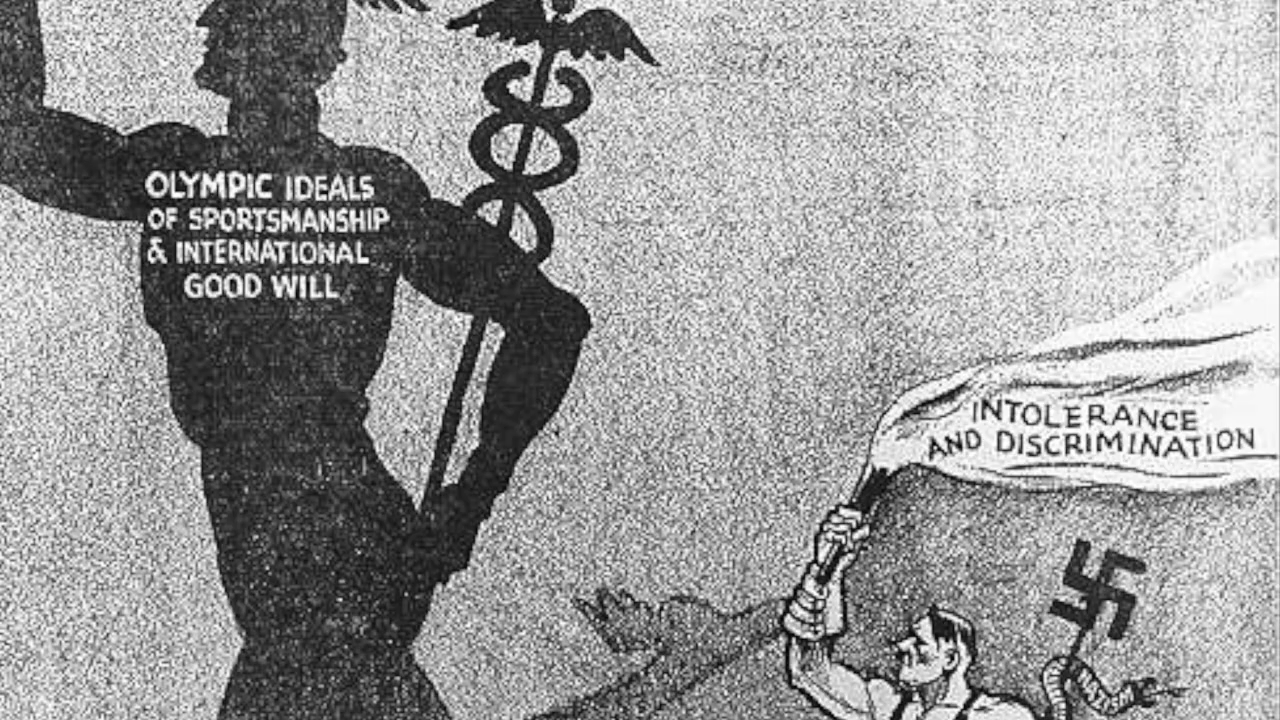 OLYMPIC IDEALS
OF SPORTSMANSHIP
& INTERNATIONAL
GOOD WILL
INTOLERANCE
AND DISCRIMINATION